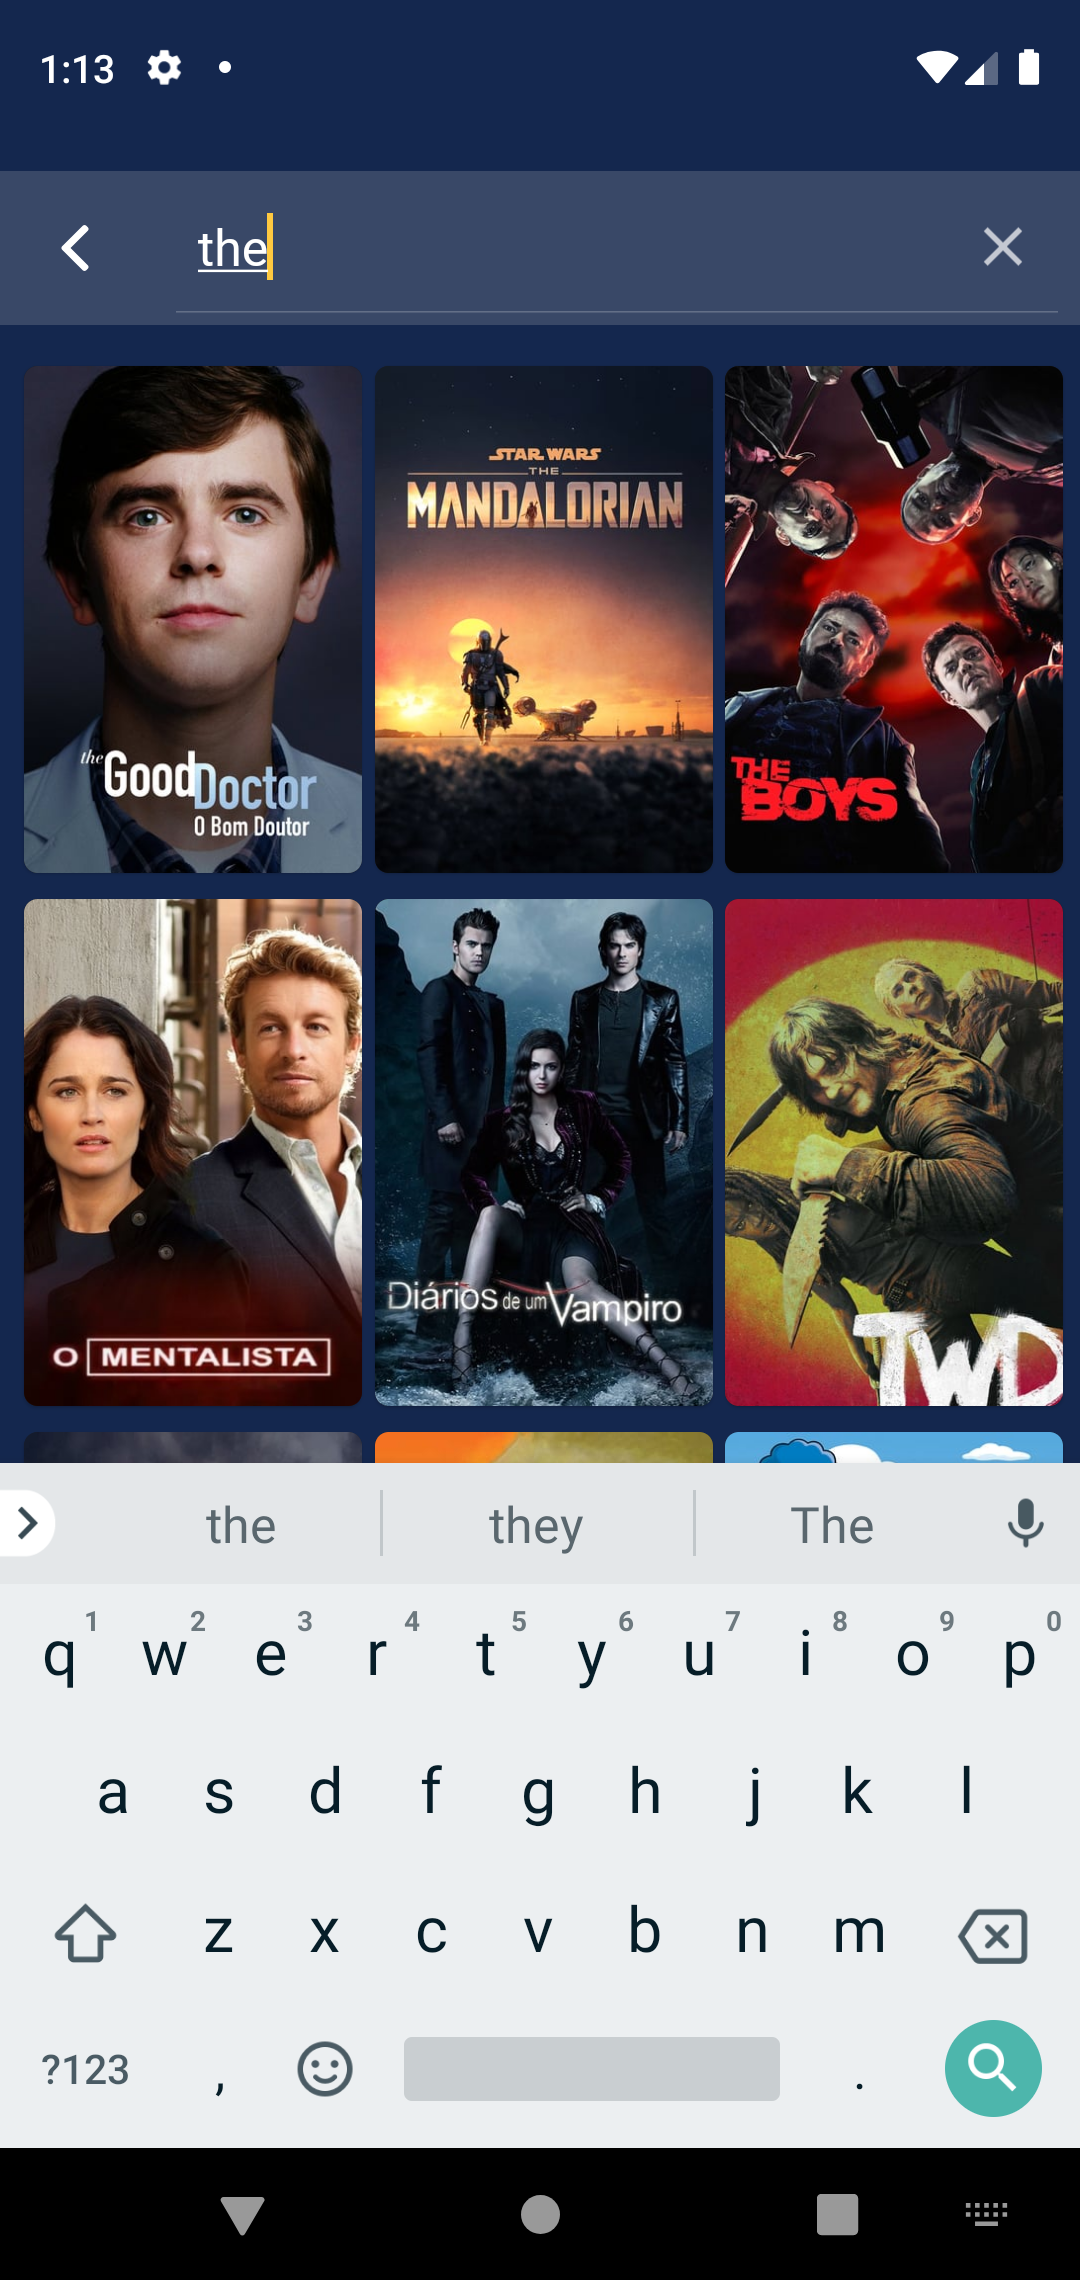 1:13
the
STAR WARS
THE
MANDALORIAN
the Good Doctor
O Bom Doutor
THE
BOYS
O MENTALISTA
Diários de um Vampiro
TWD
the they The
1 2 3 4 5 6 7 8 9 0
q w e r t y u i o p
a s d f g h j k l
z x c v b n m
?123 , .